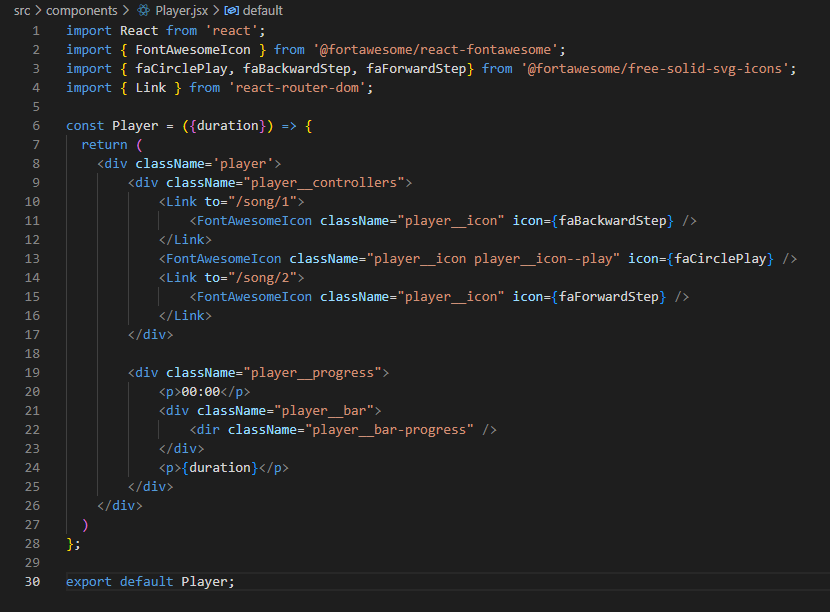 src > components > Player.jsx > default
1 import React from 'react';
2 import { FontAwesomeIcon } from '@fortawesome/react-fontawesome';
3 import { faCirclePlay, faBackwardStep, faForwardStep} from '@fortawesome/free-solid-svg-icons';
4 import { Link } from 'react-router-dom';
5
6 const Player = ({duration}) => {
7   return (
8     <div className='player'>
9         <div className="player__controllers">
10             <Link to="/song/1">
11                 <FontAwesomeIcon className="player__icon" icon={faBackwardStep} />
12             </Link>
13             <FontAwesomeIcon className="player__icon player__icon--play" icon={faCirclePlay} />
14             <Link to="/song/2">
15                 <FontAwesomeIcon className="player__icon" icon={faForwardStep} />
16             </Link>
17         </div>
18
19         <div className="player__progress">
20             <p>00:00</p>
21             <div className="player__bar">
22                 <dir className="player__bar-progress" />
23             </div>
24             <p>{duration}</p>
25         </div>
26     </div>
27   )
28 };
29
30 export default Player;